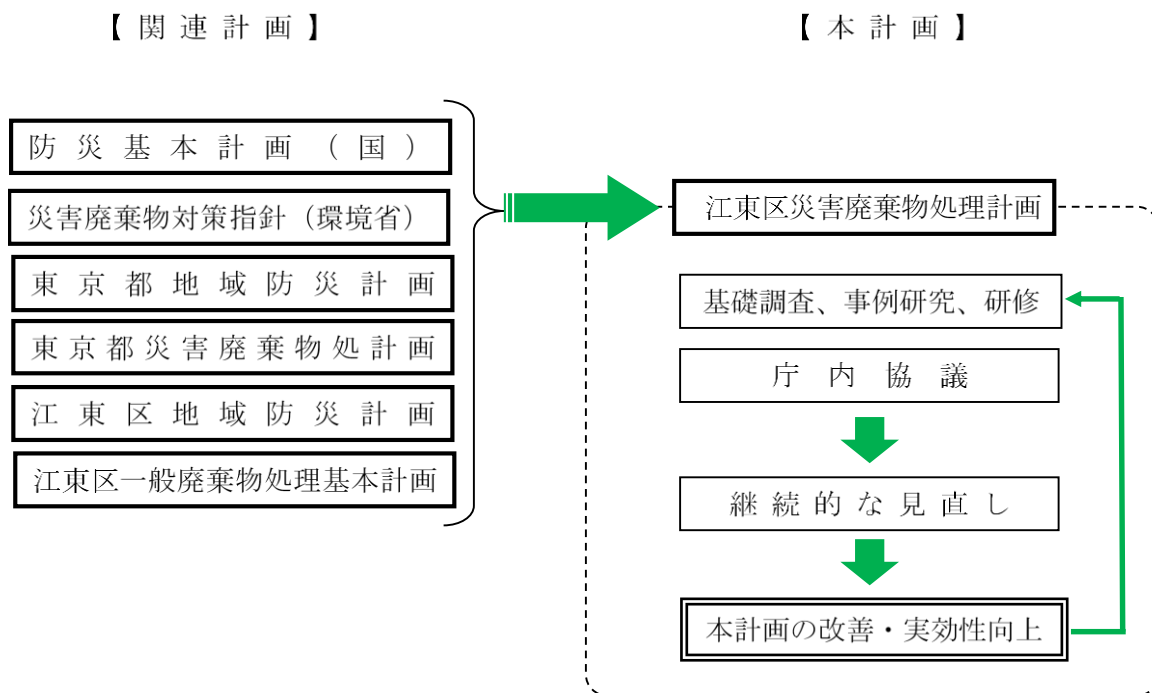 【関連計画】
防災基本計画（国）
災害廃棄物対策指針（環境省）
東京都地域防災計画
東京都災害廃棄物処計画
江東区地域防災計画
江東区一般廃棄物処理基本計画
【本計画】
江東区災害廃棄物処理計画
基礎調査、事例研究、研修
庁内協議
継続的な見直し
本計画の改善・実効性向上